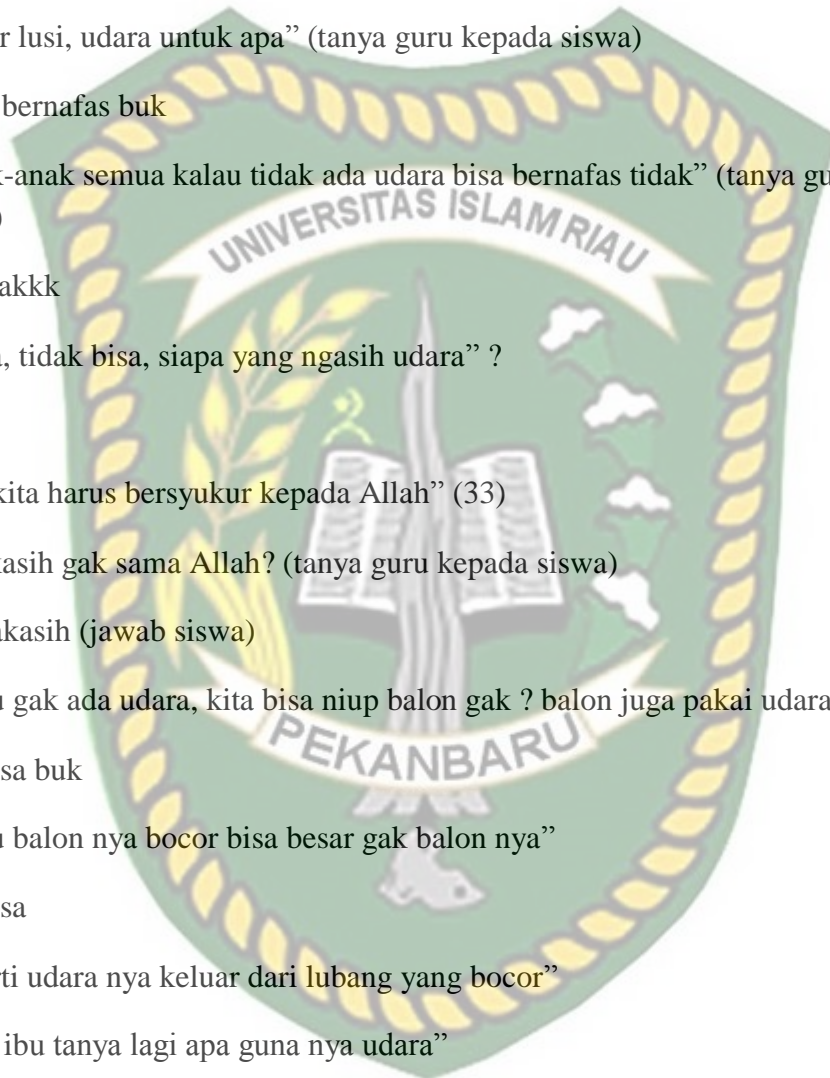 r lusi, udara untuk apa” (tanya guru kepada siswa)
bernafas buk
-anak semua kalau tidak ada udara bisa bernafas tidak” (tanya gu
)
akkk
, tidak bisa, siapa yang ngasih udara” ?
UNIVERSITAS ISLAM RIAU
kita harus bersyukur kepada Allah” (33)
asih gak sama Allah? (tanya guru kepada siswa)
akasih (jawab siswa)
u gak ada udara, kita bisa niup balon gak ? balon juga pakai udara
PEKANBARU
sa buk
u balon nya bocor bisa besar gak balon nya”
sa
rti udara nya keluar dari lubang yang bocor”
ibu tanya lagi apa guna nya udara”